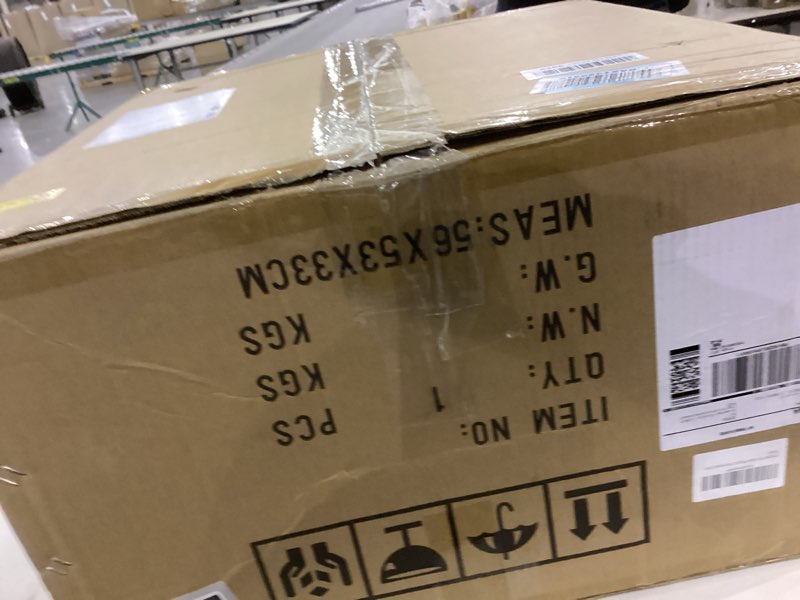 ITEM NO:
QTY: 1 PCS
N.W: KGS
G.W: KGS
MEAS:56X53X33CM